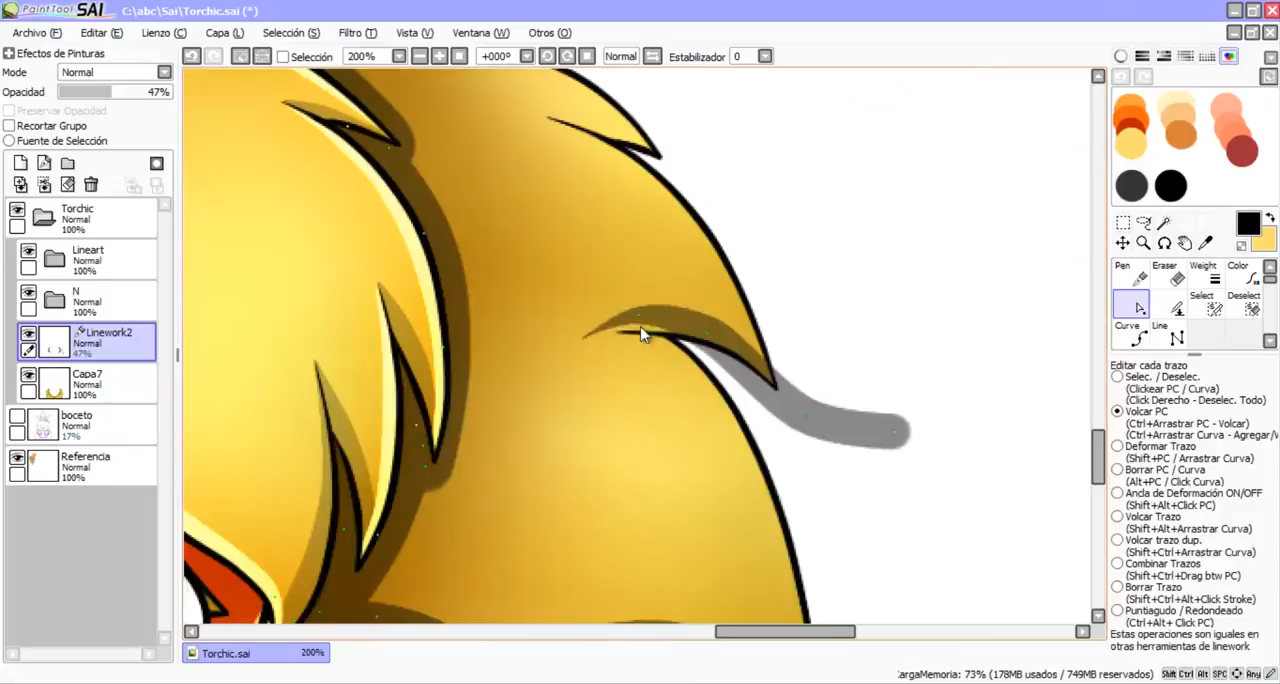 PaintTool SAI C:\abc\Sai\Torchic.sai (*)
Archivo (F) Editar (E) Lienzo (C) Capa (L) Selección (S) Filtro (T) Vista (V) Ventana (W) Otros (O)
Efectos de Pinturas
Selección 200% +000º Normal Estabilizador 0
Modo Normal
Opacidad 47%
Preservar Opacidad
Recortar Grupo
Fuente de Selección
Torchic
Normal
100%
Lineart
Normal
100%
N
Normal
100%
Linework2
Normal
47%
Capa7
Normal
100%
boceto
Normal
17%
Referencia
Normal
100%
Pen Eraser Weight Color
Select Deselect
Curve Line
Editar cada trazo
Selec. / Deselec.
(Clickear PC / Curva)
(Click Derecho - Deselec. Todo)
Volcar PC
(Ctrl+Arrastrar PC - Volcar)
(Ctrl+Arrastrar Curva - Agregar/V
Deformar Trazo
(Shift+PC / Arrastrar Curva)
Borrar PC / Curva
(Alt+PC / Click Curva)
Ancla de Deformación ON/OFF
(Shift+Alt+Click PC)
Volcar Trazo
(Shift+Alt+Arrastrar Curva)
Volcar trazo dup.
(Shift+Ctrl+Arrastrar Curva)
Combinar Trazos
(Shift+Ctrl+Drag btw PC)
Borrar Trazo
(Shift+Ctrl+Alt+Click Stroke)
Puntiagudo / Redondeado
(Ctrl+Alt+ Click PC)
Estas operaciones son iguales en
otras herramientas de linework
Torchic.sai 200%
CargaMemoria: 73% (178MB usados / 749MB reservados) Shift Ctrl Alt SPC Any